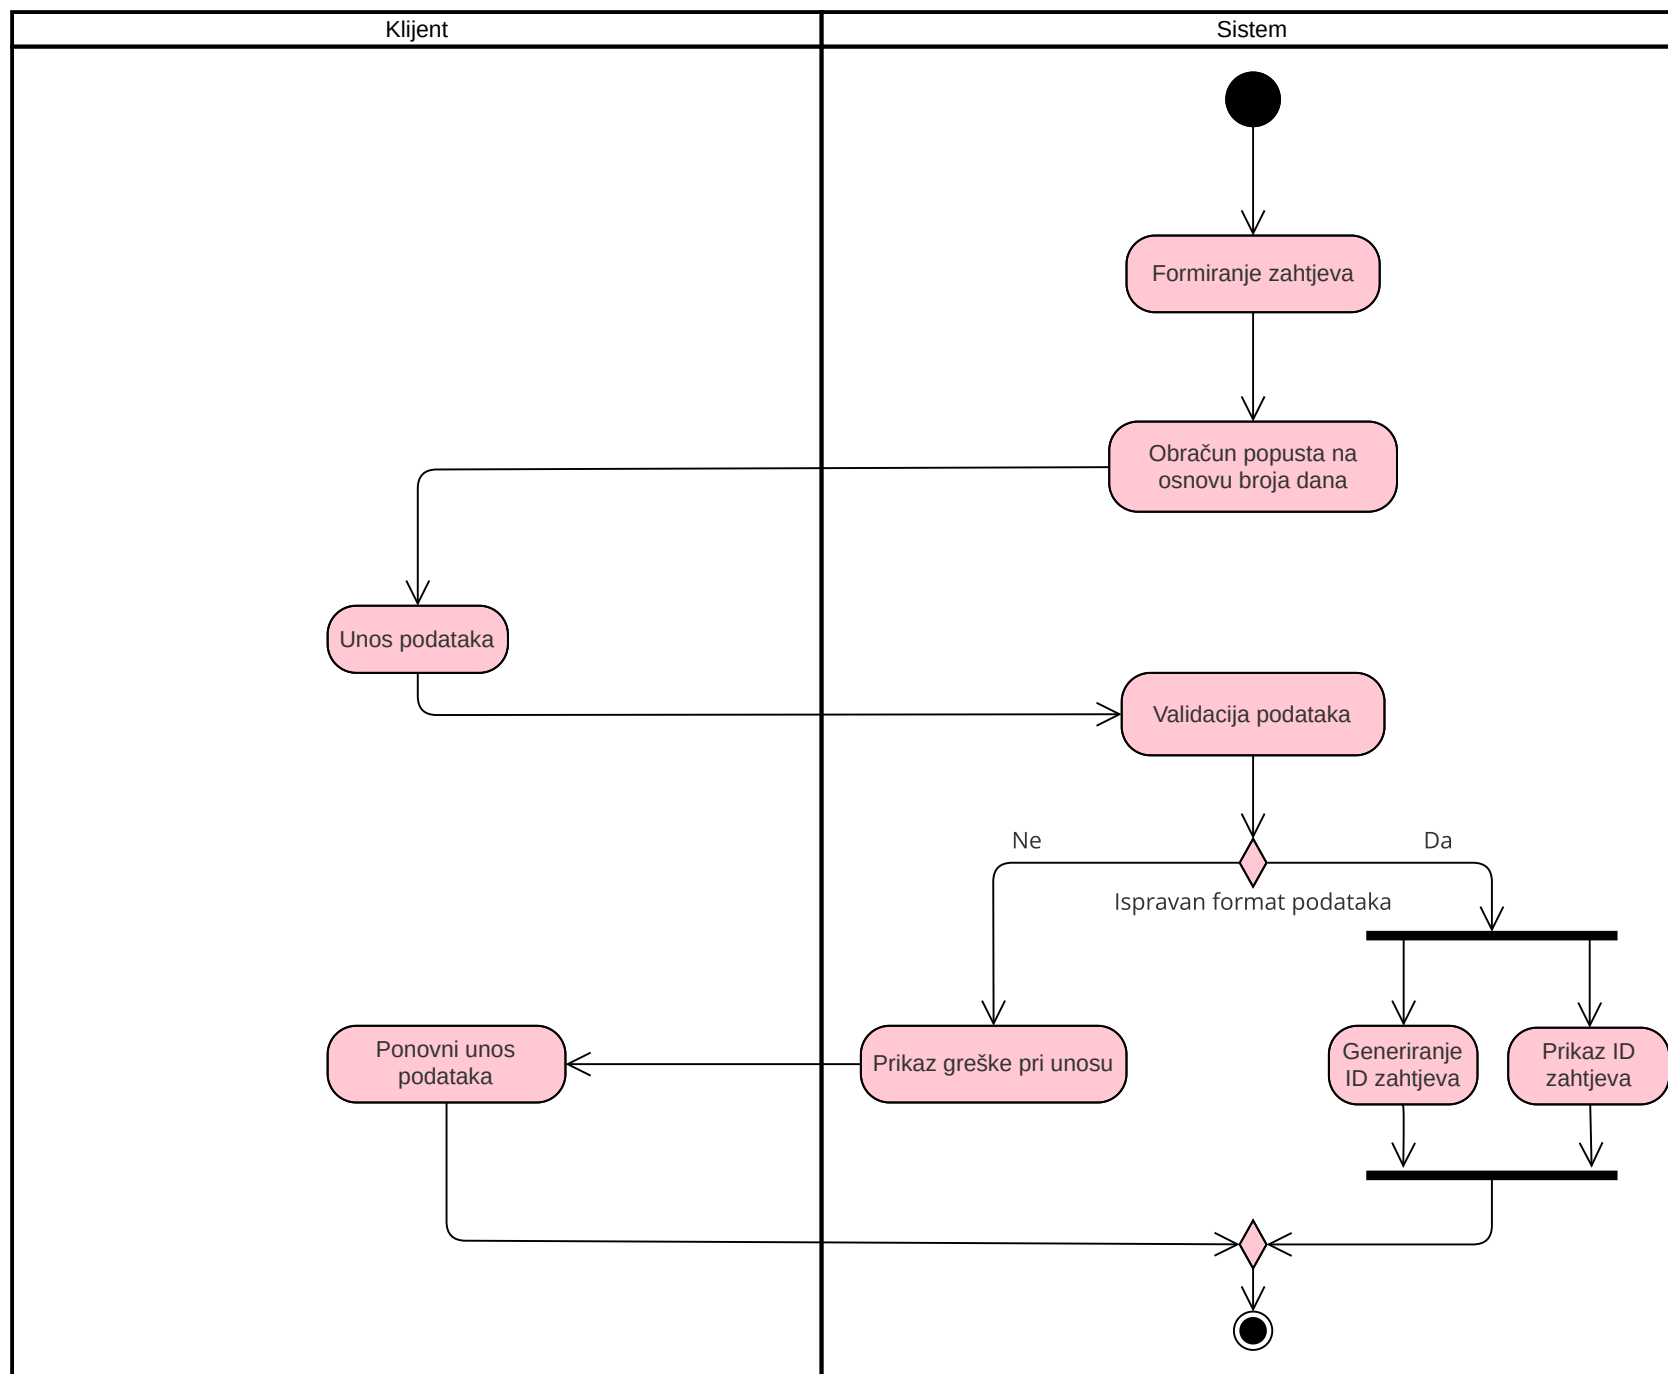 Klijent
Sistem
Formiranje zahtjeva
Obračun popusta na
osnovu broja dana
Unos podataka
Validacija podataka
Ne
Da
Ispravan format podataka
Ponovni unos
podataka
Prikaz greške pri unosu
Generiranje
ID zahtjeva
Prikaz ID
zahtjeva